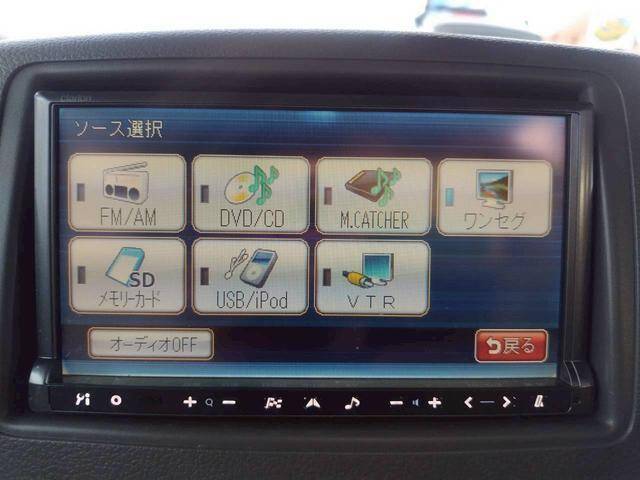 clarion
ソース選択
FM/AM
DVD/CD
M.CATCHER
ワンセグ
SD
メモリーカード
USB/iPod
VTR
オーディオOFF
戻る